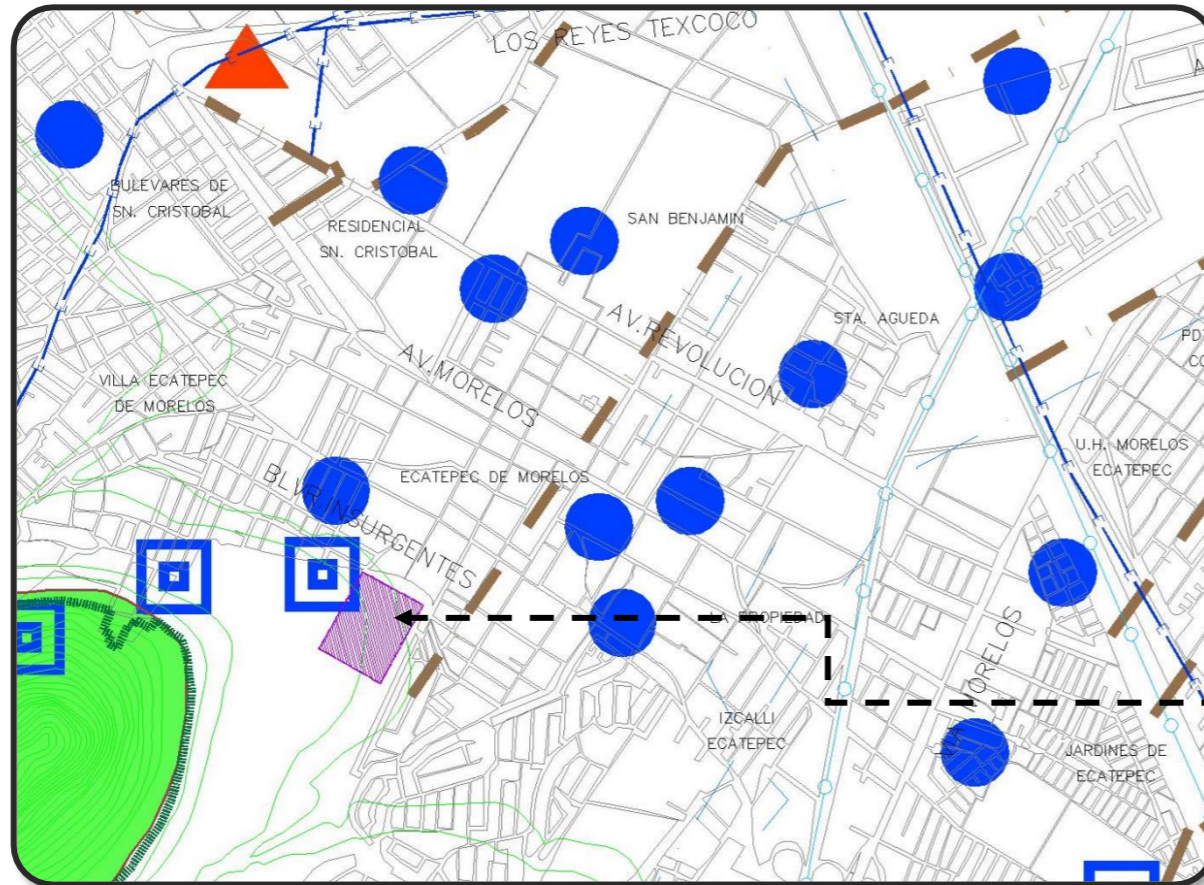 LOS REYES TEXCOCO
BULEVARES DE
SN. CRISTOBAL
RESIDENCIAL
SN. CRISTOBAL
SAN BENJAMIN
AV.REVOLUCION
STA. AGUEDA
AV.MORELOS
VILLA ECATEPEC
DE MORELOS
U.H. MORELOS
ECATEPEC
ECATEPEC DE MORELOS
BLVR.INSURGENTES
LA PROPIEDAD
MORELOS
IZCALLI
ECATEPEC
JARDINES DE
ECATEPEC